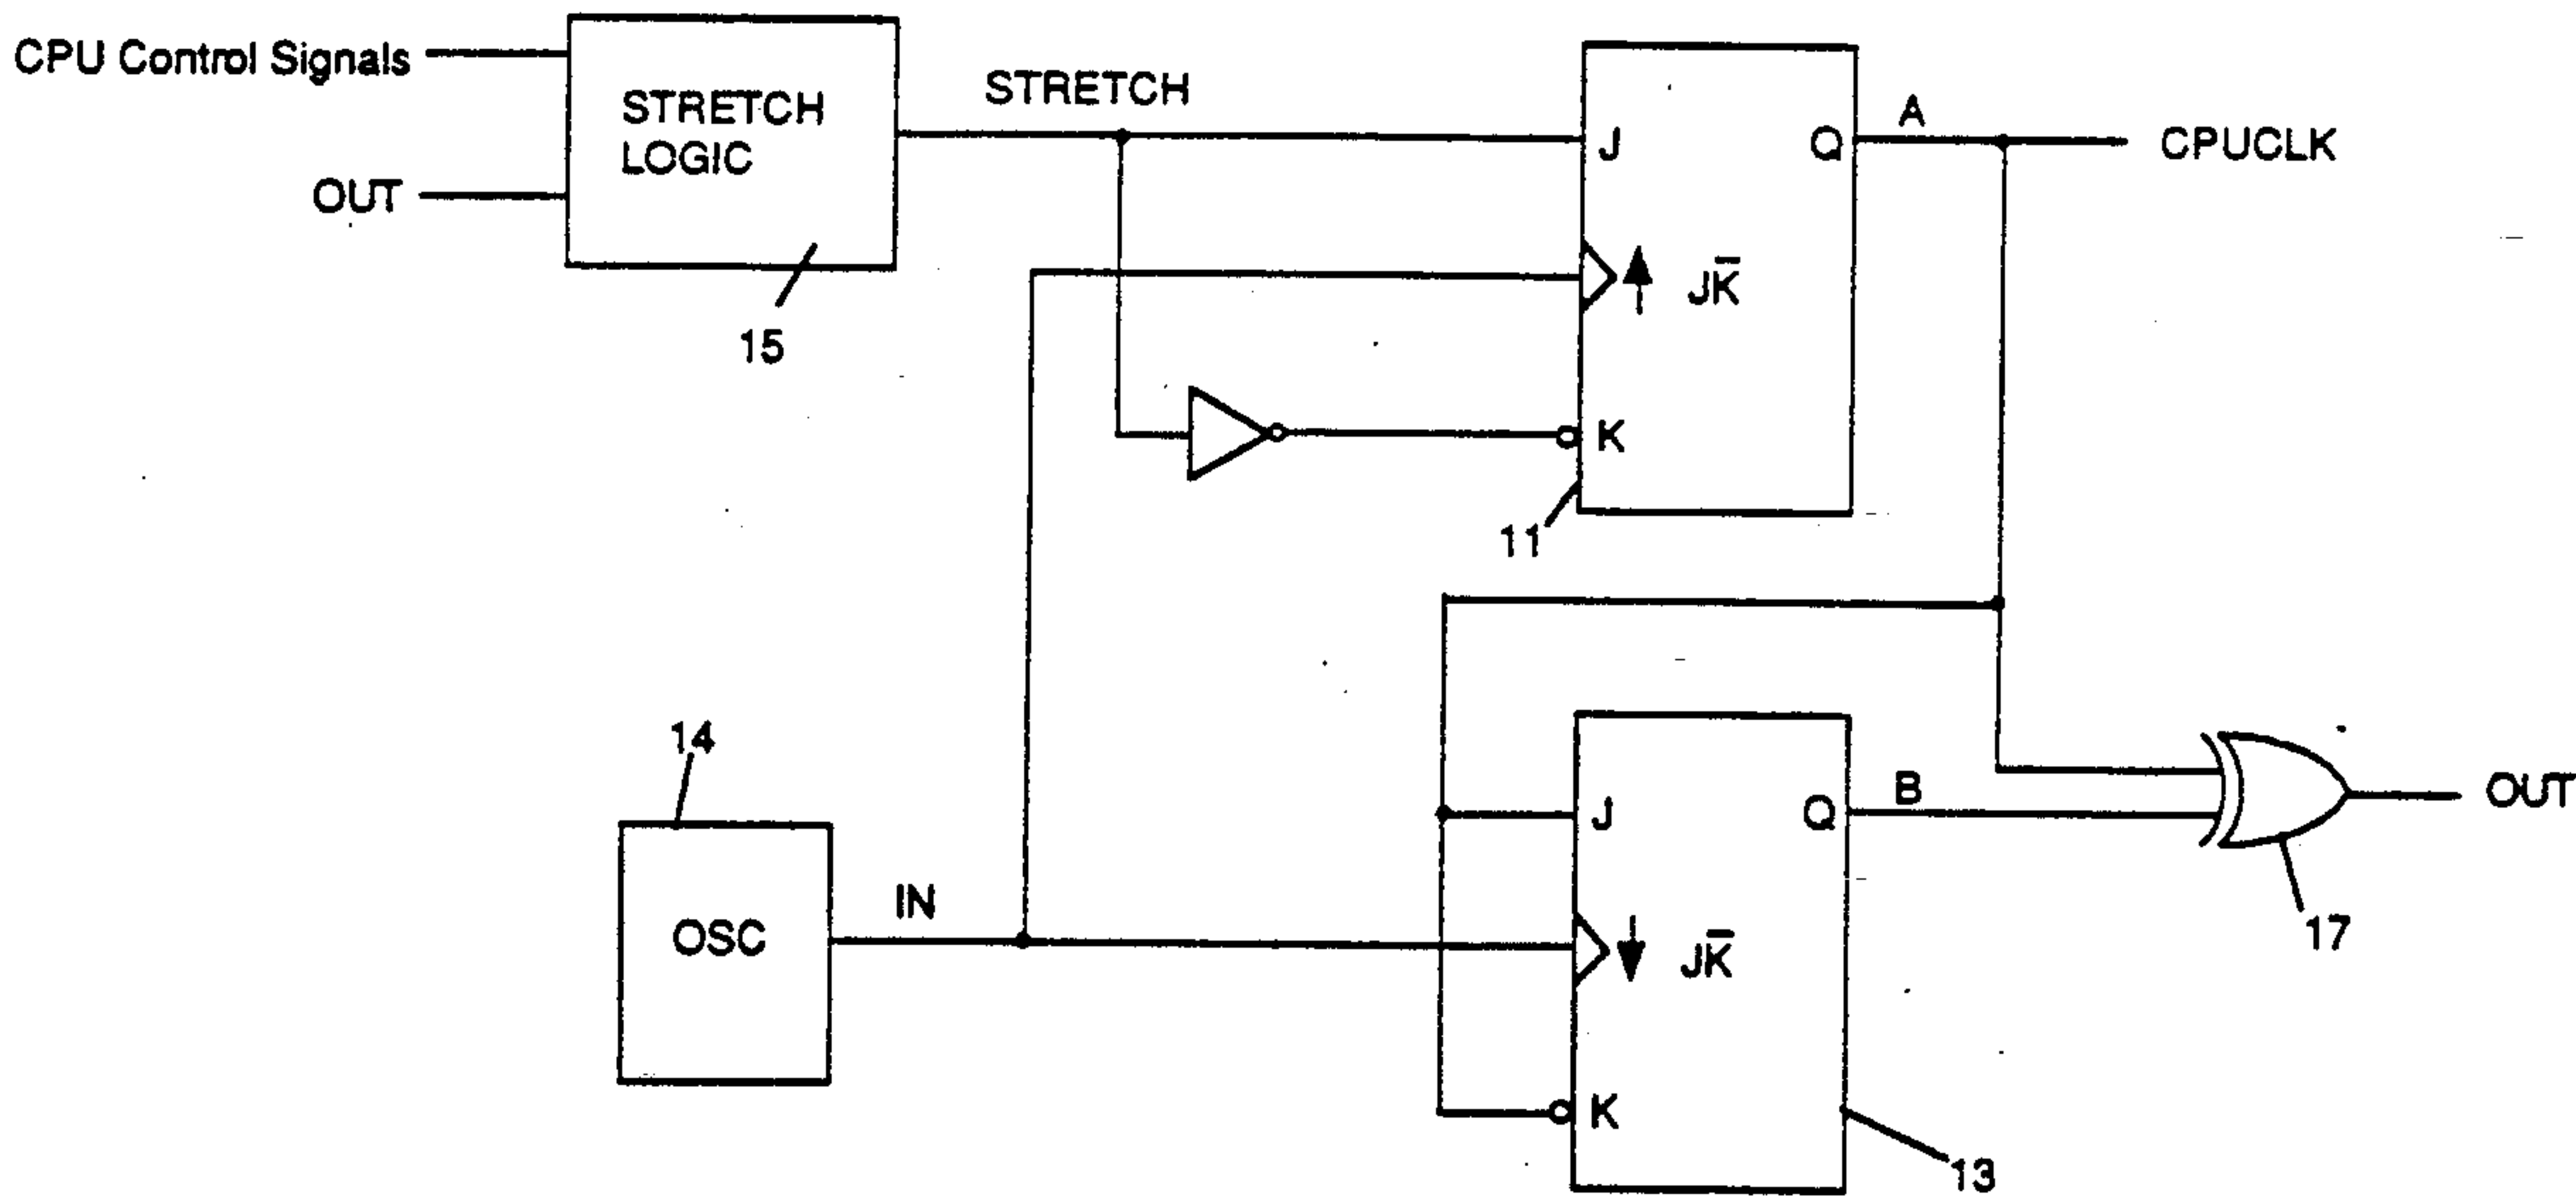 CPU Control Signals
OUT
STRETCH
LOGIC
15
STRETCH
J
Q
JK̅
K
11
A
CPUCLK
14
OSC
IN
J
Q
JK̅
K
13
B
17
OUT